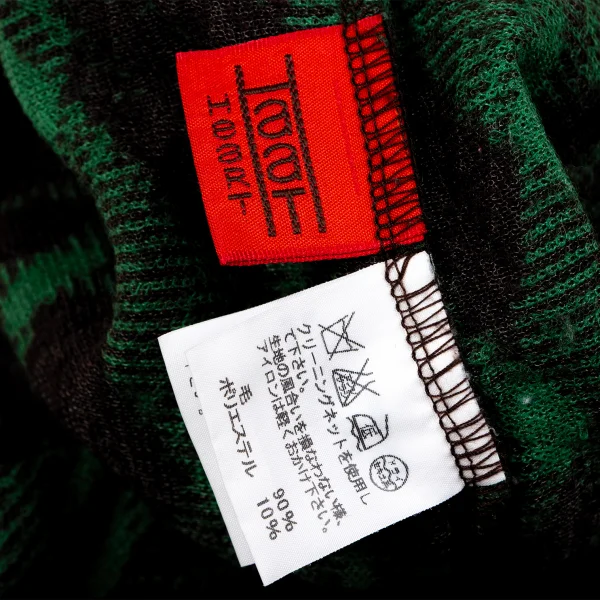 I@@H
I@@RT
クリーニングネットを使用し
て下さい。
生地の風合いを損なわない様、
アイロンは軽くおかけ下さい。
毛 90%
ポリエステル 10%